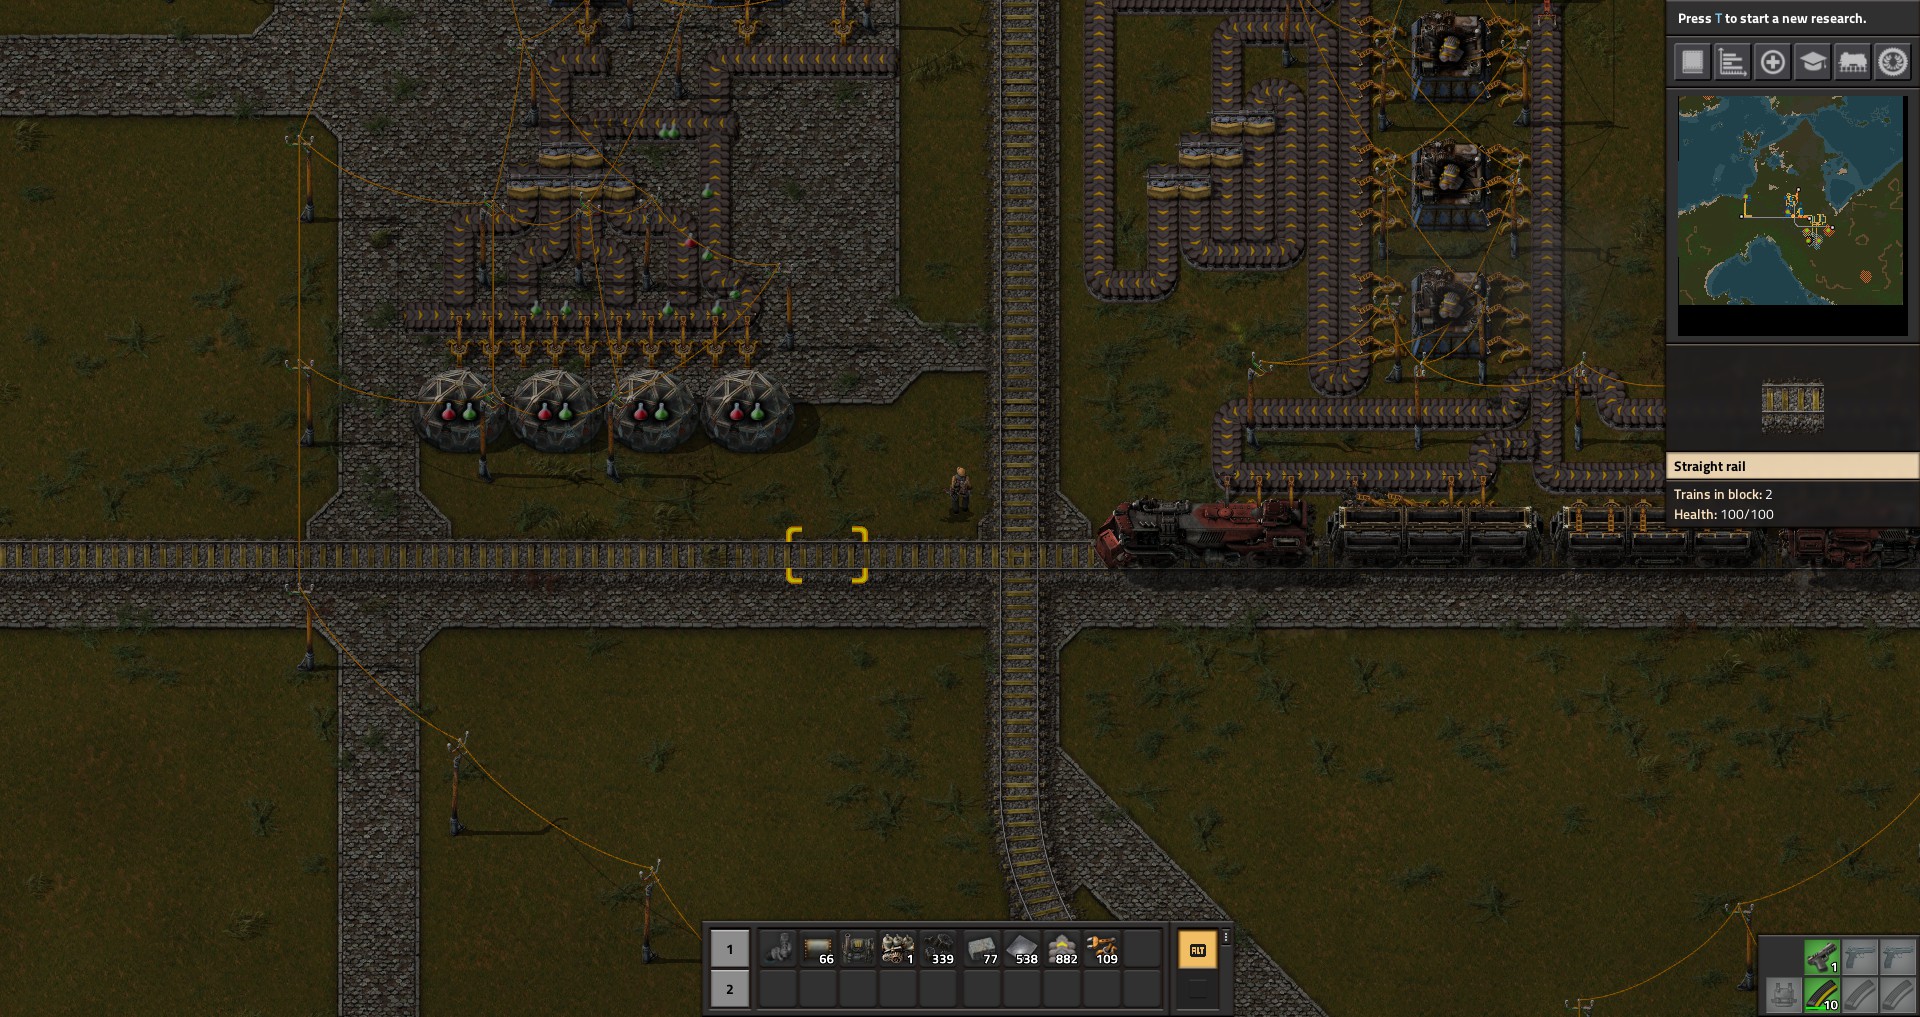 Press T to start a new research.
Straight rail
Trains in block: 2
Health: 100/100
1
66
1
339
77
538
882
109
ALT
2
1
10